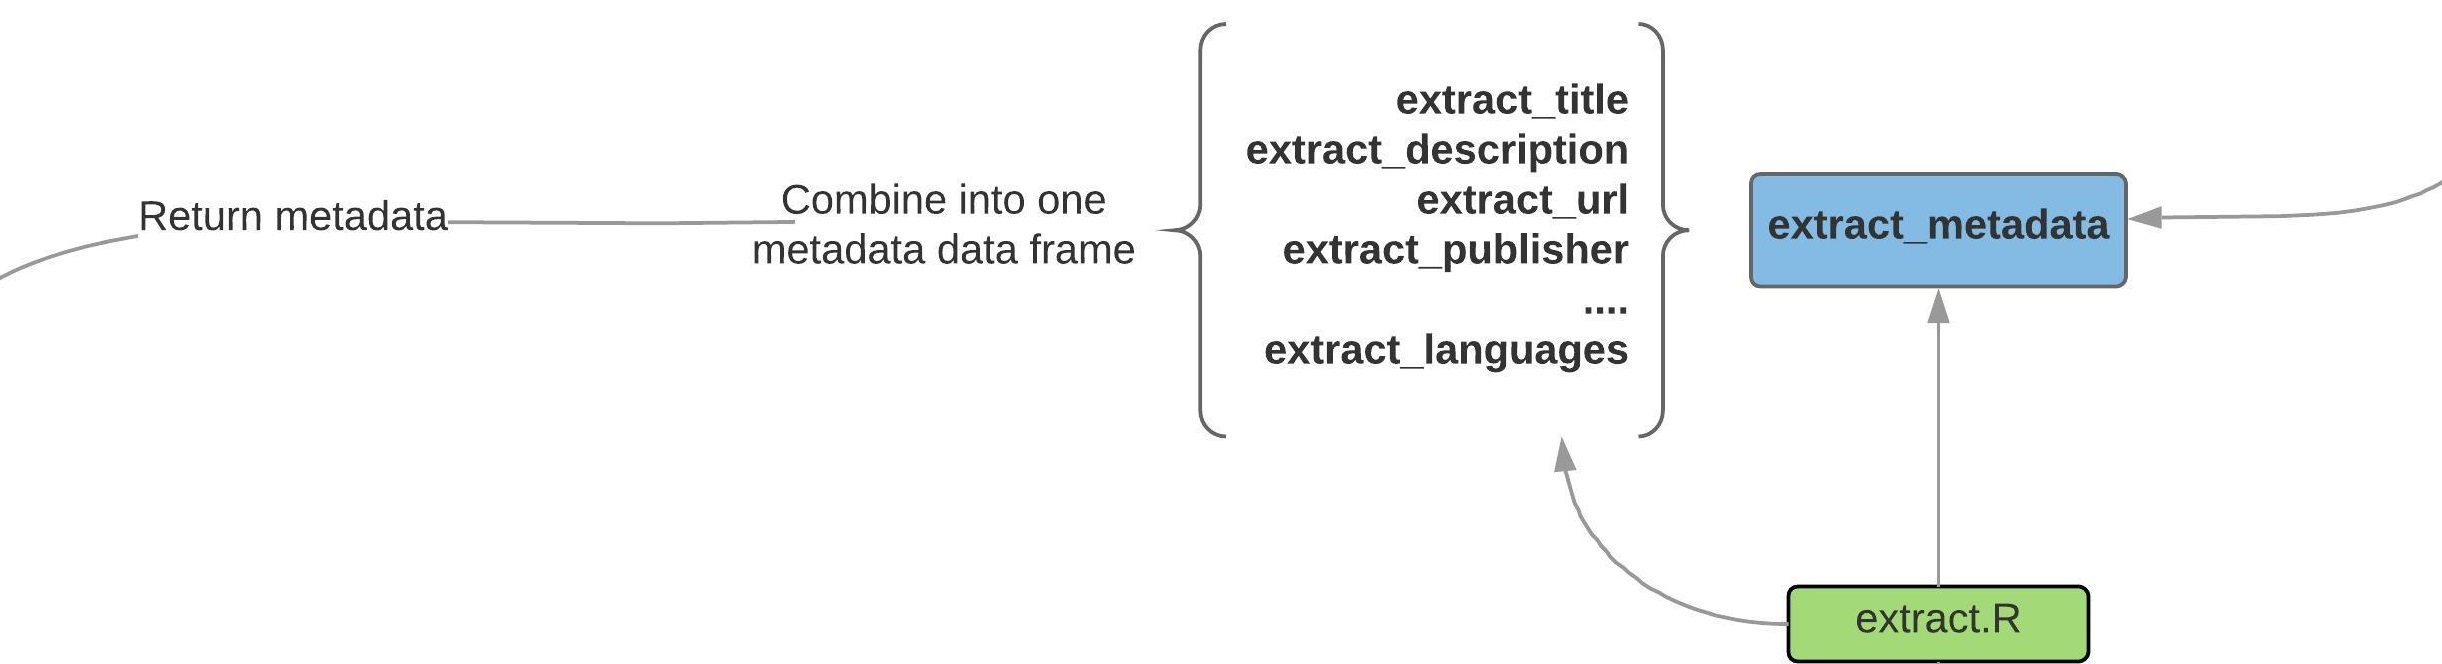 Return metadata
Combine into one
metadata data frame
extract_title
extract_description
extract_url
extract_publisher
....
extract_languages
extract_metadata
extract.R